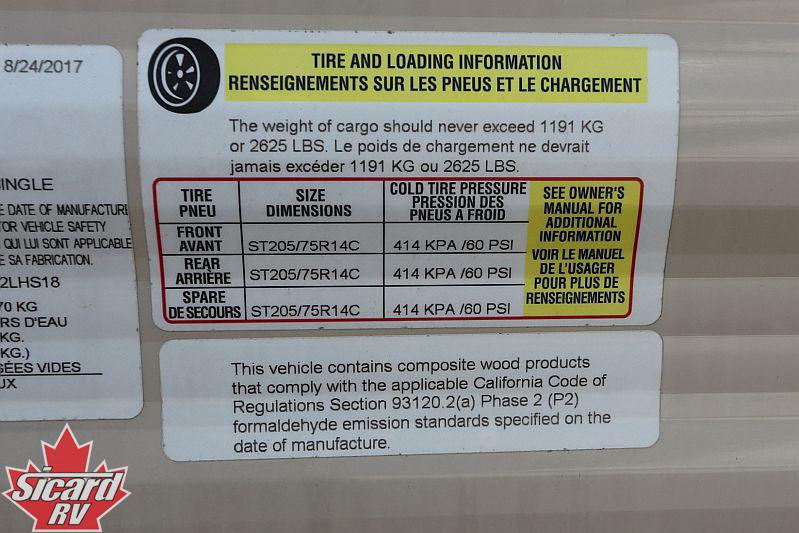 8/24/2017
INGLE
E DATE OF MANUFACTURE
TOR VEHICLE SAFETY
QUI LUI SONT APPLICABLE
E SA FABRICATION.
2LHS18
70 KG
RS D'EAU
KG.
KG.)
SÉES VIDES
UX
TIRE AND LOADING INFORMATION
RENSEIGNEMENTS SUR LES PNEUS ET LE CHARGEMENT
The weight of cargo should never exceed 1191 KG
or 2625 LBS. Le poids de chargement ne devrait
jamais excéder 1191 KG ou 2625 LBS.
TIRE PNEU SIZE DIMENSIONS COLD TIRE PRESSURE PRESSION DES PNEUS A FROID
FRONT AVANT ST205/75R14C 414 KPA /60 PSI
REAR ARRIÈRE ST205/75R14C 414 KPA /60 PSI
SPARE DE SECOURS ST205/75R14C 414 KPA /60 PSI
SEE OWNER'S
MANUAL FOR
ADDITIONAL
INFORMATION
VOIR LE MANUEL
DE L'USAGER
POUR PLUS DE
RENSEIGNEMENTS
This vehicle contains composite wood products
that comply with the applicable California Code of
Regulations Section 93120.2(a) Phase 2 (P2)
formaldehyde emission standards specified on the
date of manufacture.
Sicard
RV